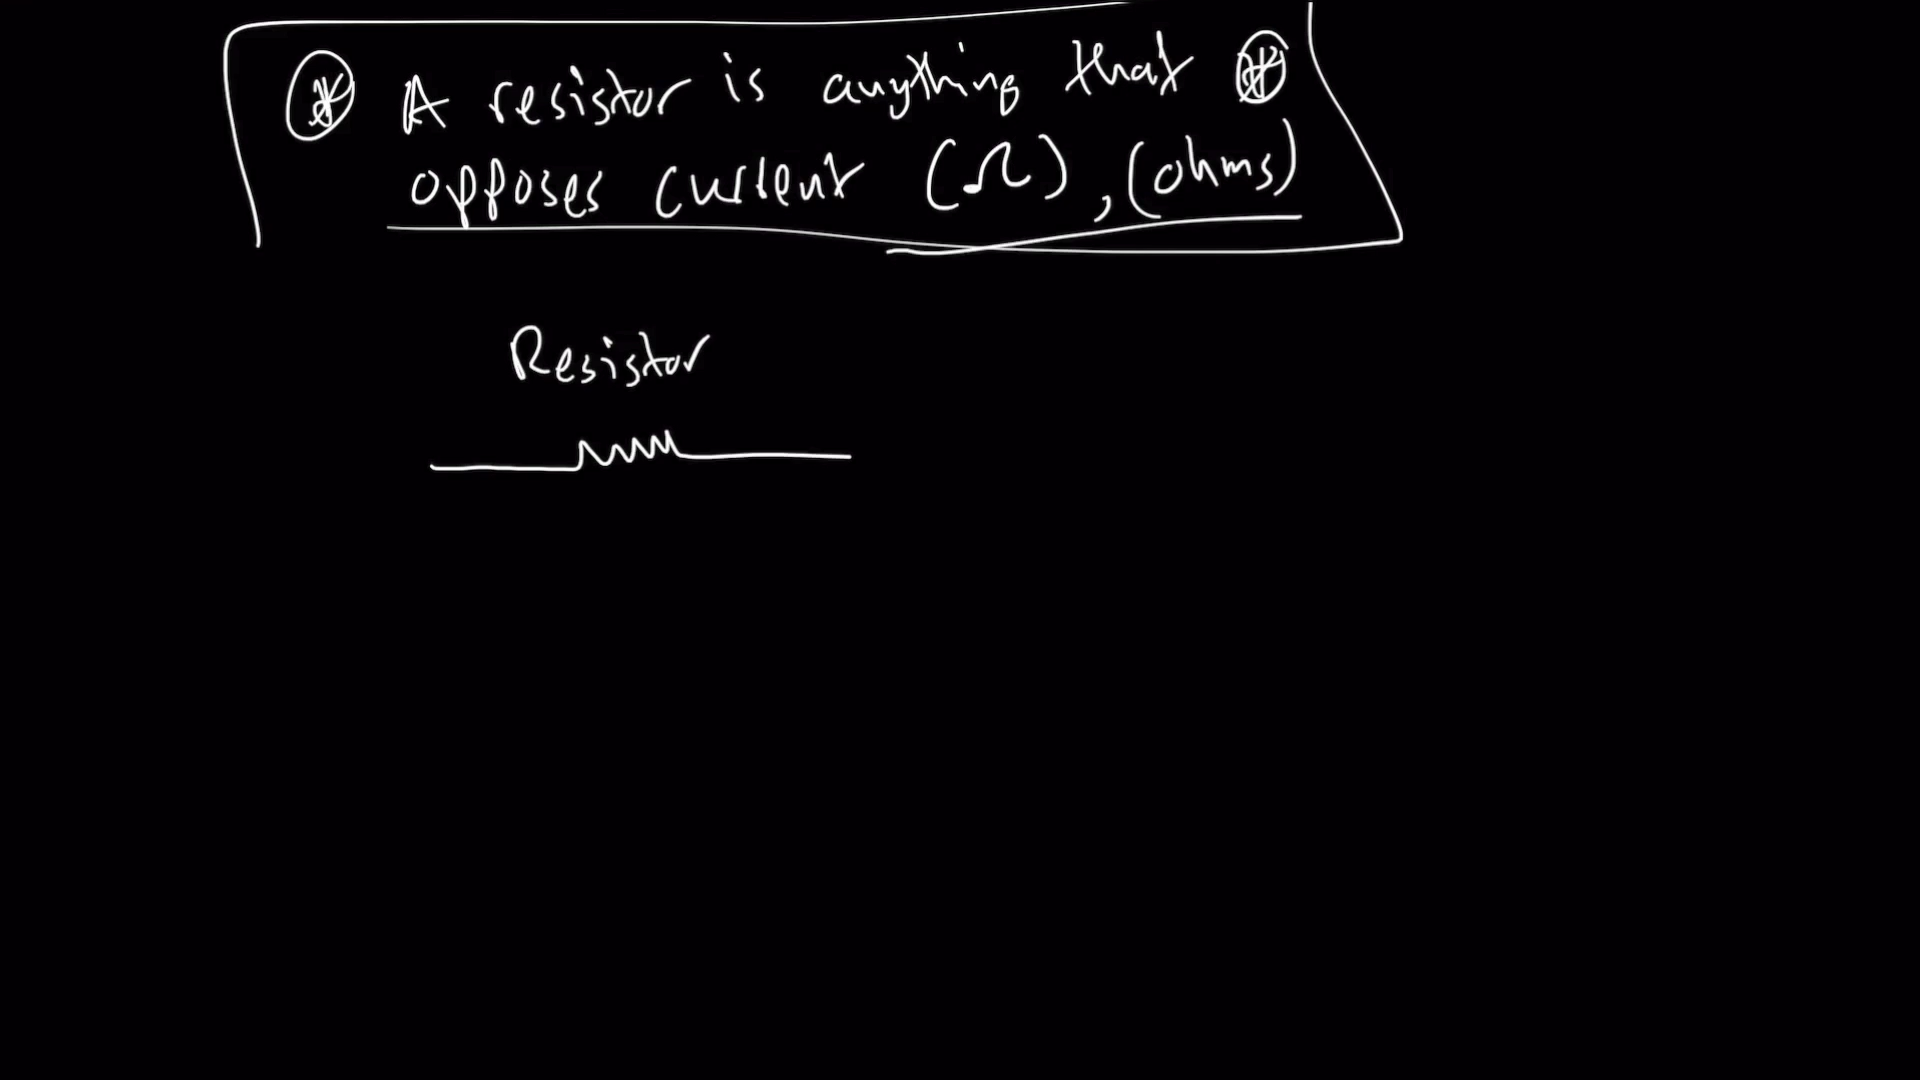 A resistor is anything that
opposes current (Ω), (ohms)
Resistor